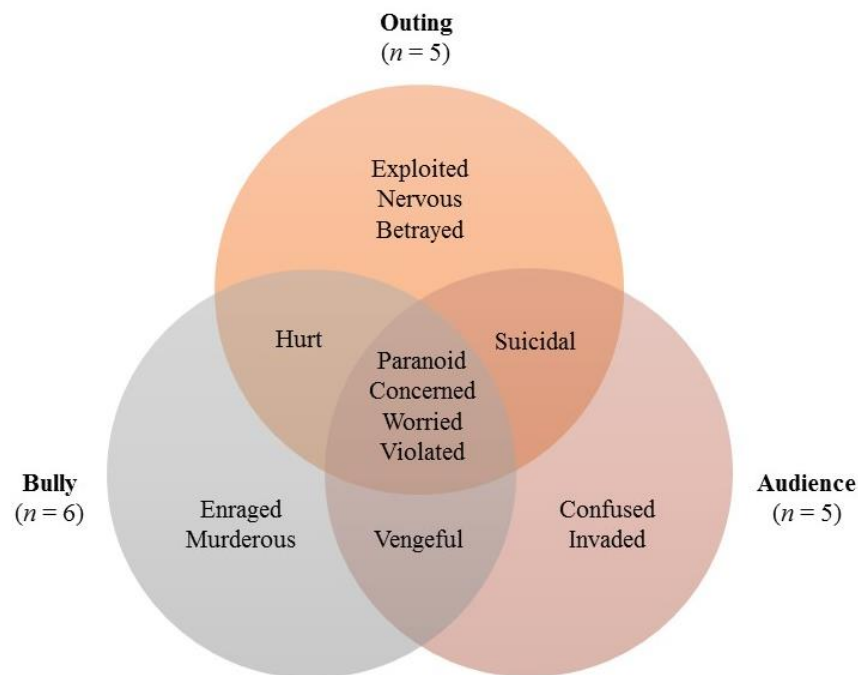 Outing
(n = 5)
Exploited
Nervous
Betrayed
Hurt
Suicidal
Paranoid
Concerned
Worried
Violated
Bully
(n = 6)
Enraged
Murderous
Vengeful
Confused
Invaded
Audience
(n = 5)